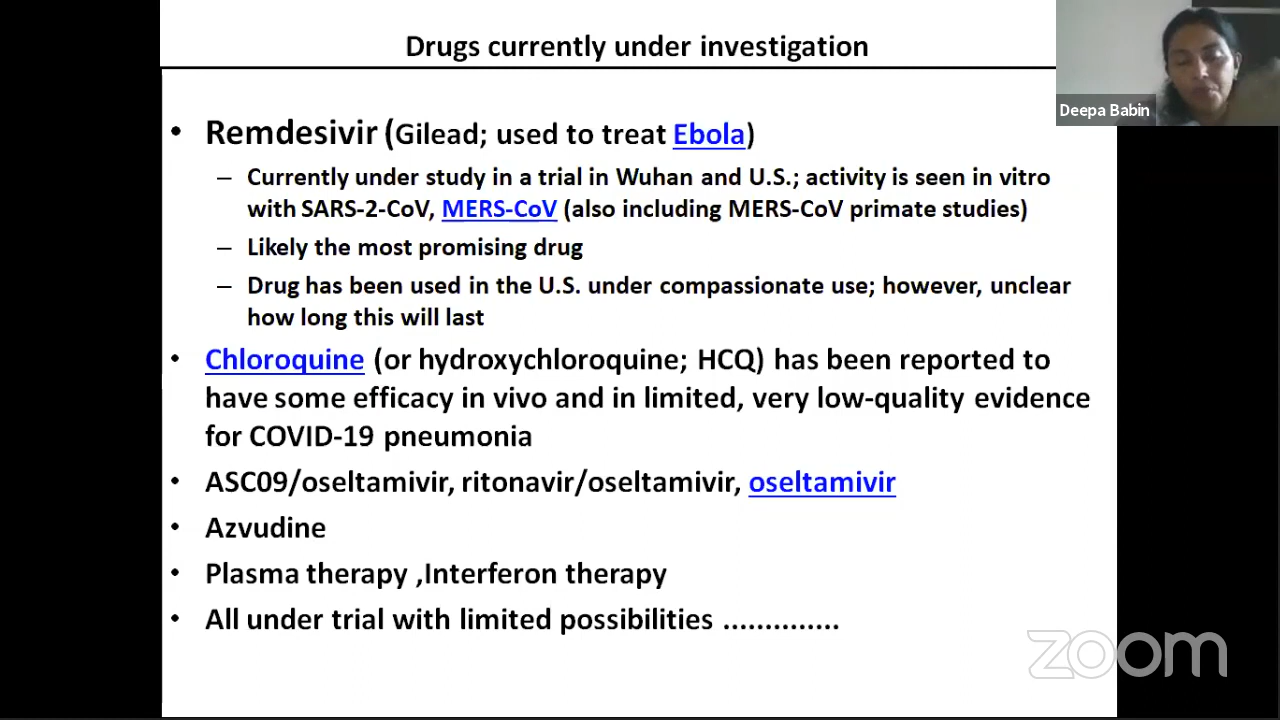 Drugs currently under investigation
Deepa Babin
• Remdesivir (Gilead; used to treat Ebola)
– Currently under study in a trial in Wuhan and U.S.; activity is seen in vitro
with SARS-2-CoV, MERS-CoV (also including MERS-CoV primate studies)
– Likely the most promising drug
– Drug has been used in the U.S. under compassionate use; however, unclear
how long this will last
• Chloroquine (or hydroxychloroquine; HCQ) has been reported to
have some efficacy in vivo and in limited, very low-quality evidence
for COVID-19 pneumonia
• ASC09/oseltamivir, ritonavir/oseltamivir, oseltamivir
• Azvudine
• Plasma therapy ,Interferon therapy
• All under trial with limited possibilities ..............
zoom